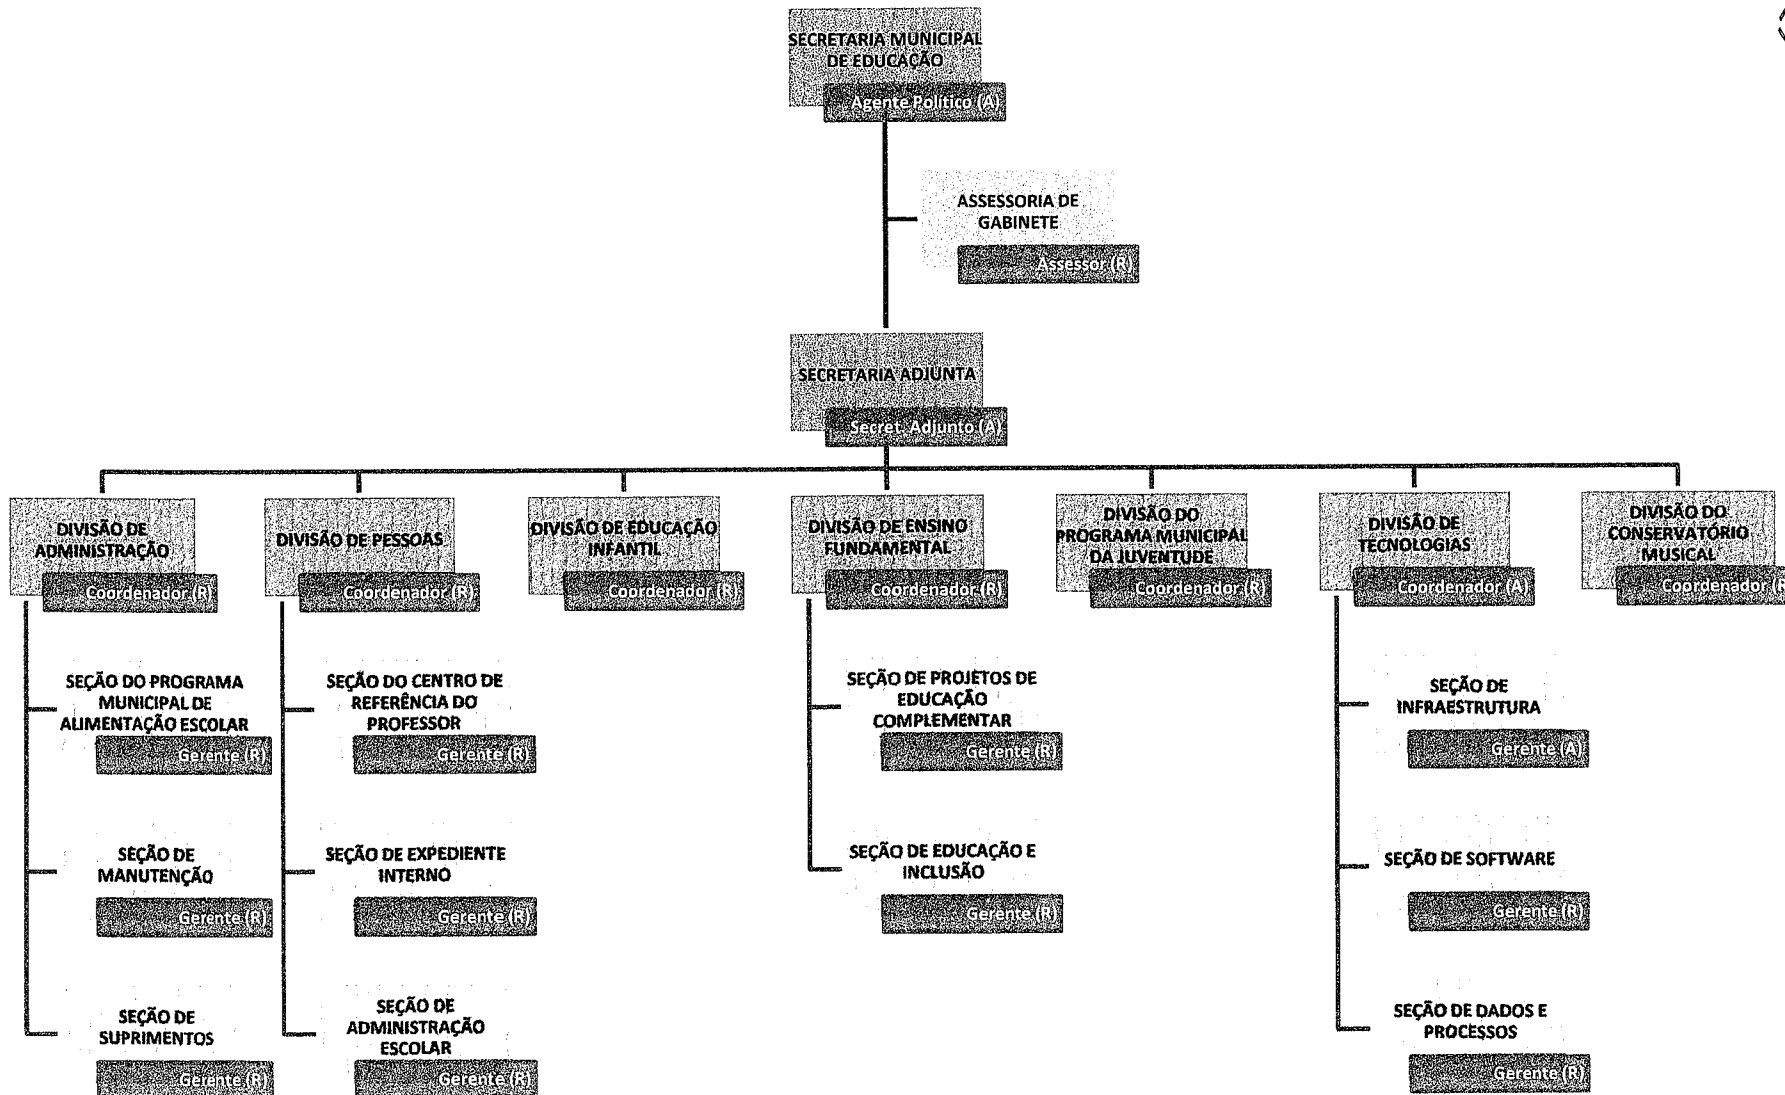 SECRETARIA MUNICIPAL
DE EDUCAÇÃO
Agente Político (A)
ASSESSORIA DE
GABINETE
Assessor (R)
SECRETARIA ADJUNTA
Secret. Adjunto (A)
DIVISÃO DE
ADMINISTRAÇÃO
Coordenador (R)
DIVISÃO DE PESSOAS
Coordenador (R)
DIVISÃO DE EDUCAÇÃO
INFANTIL
Coordenador (R)
DIVISÃO DE ENSINO
FUNDAMENTAL
Coordenador (R)
DIVISÃO DO
PROGRAMA MUNICIPAL
DA JUVENTUDE
Coordenador (R)
DIVISÃO DE
TECNOLOGIAS
Coordenador (A)
DIVISÃO DO
CONSERVATÓRIO
MUSICAL
Coordenador (R
SEÇÃO DO PROGRAMA
MUNICIPAL DE
ALIMENTAÇÃO ESCOLAR
Gerente (R)
SEÇÃO DE
MANUTENÇÃO
Gerente (R)
SEÇÃO DE
SUPRIMENTOS
Gerente (R)
SEÇÃO DO CENTRO DE
REFERÊNCIA DO
PROFESSOR
Gerente (R)
SEÇÃO DE EXPEDIENTE
INTERNO
Gerente (R)
SEÇÃO DE
ADMINISTRAÇÃO
ESCOLAR
Gerente (R)
SEÇÃO DE PROJETOS DE
EDUCAÇÃO
COMPLEMENTAR
Gerente (R)
SEÇÃO DE EDUCAÇÃO E
INCLUSÃO
Gerente (R)
SEÇÃO DE
INFRAESTRUTURA
Gerente (A)
SEÇÃO DE SOFTWARE
Gerente (R)
SEÇÃO DE DADOS E
PROCESSOS
Gerente (R)